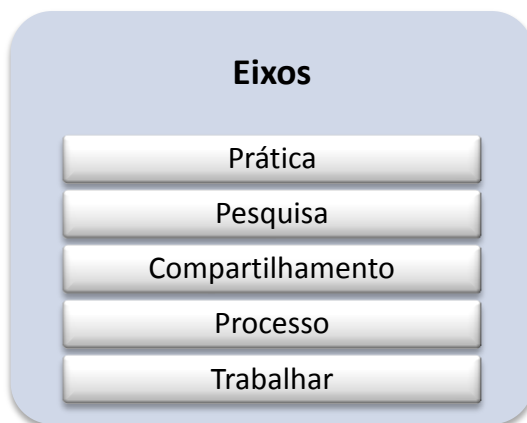 Eixos
Prática
Pesquisa
Compartilhamento
Processo
Trabalhar